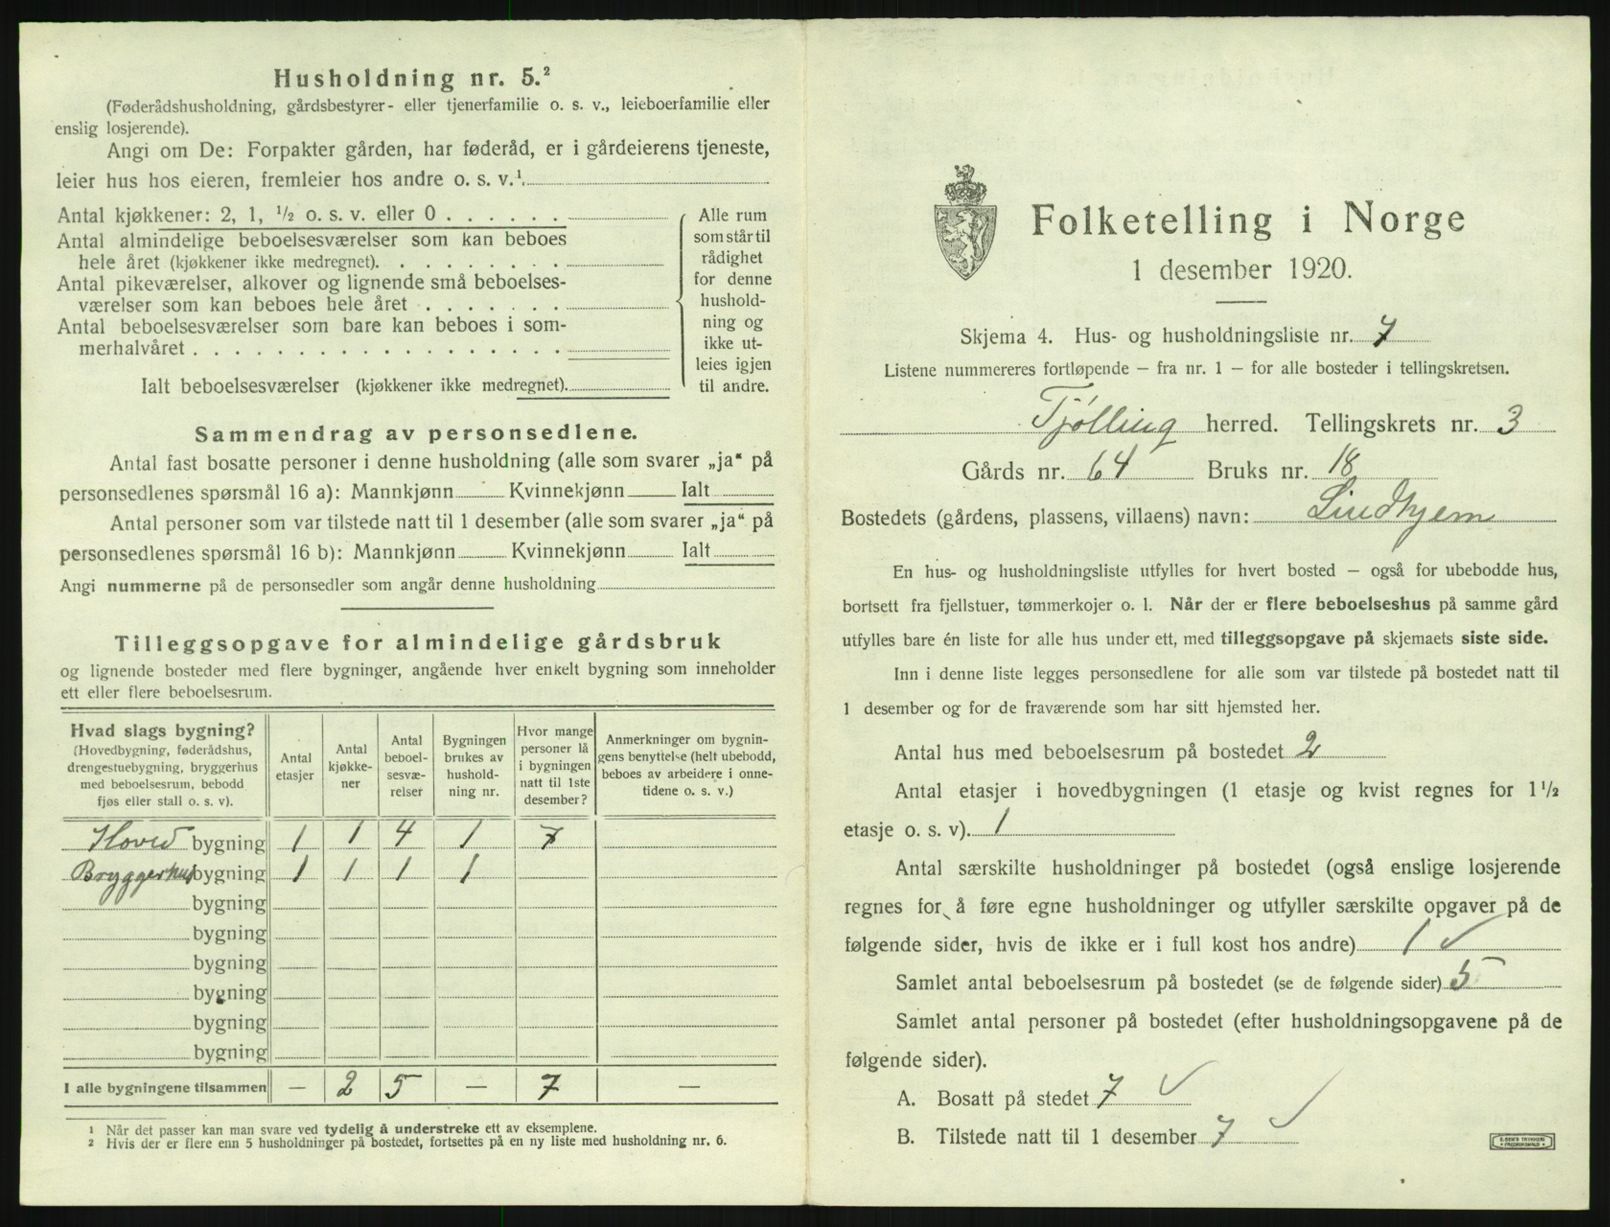 Husholdning nr. 5.²
(Føderådshusholdning, gårdsbestyrer- eller tjenerfamilie o. s. v., leieboerfamilie eller
enslig losjerende).
Angi om De: Forpakter gården, har føderåd, er i gårdeierens tjeneste,
leier hus hos eieren, fremleier hos andre o. s. v.¹.
Antal kjøkkener: 2, 1, ½ o. s. v. eller 0 . . . . . .
Antal almindelige beboelsesværelser som kan beboes
hele året (kjøkkener ikke medregnet). . . . . . . . .
Antal pikeværelser, alkover og lignende små beboelses-
værelser som kan beboes hele året . . . . . . .
Antal beboelsesværelser som bare kan beboes i som-
merhalvåret . . . . . . . . . . . . . . . . . .
Ialt beboelsesværelser (kjøkkener ikke medregnet).
Alle rum
som står til
rådighet
for denne
hushold-
ning og
ikke ut-
leies igjen
til andre.
Sammendrag av personsedlene.
Antal fast bosatte personer i denne husholdning (alle som svarer „ja“ på
personsedlenes spørsmål 16 a): Mannkjønn Kvinnekjønn Ialt
Antal personer som var tilstede natt til 1 desember (alle som svarer „ja“ på
personsedlenes spørsmål 16 b): Mannkjønn Kvinnekjønn Ialt
Angi nummerne på de personsedler som angår denne husholdning
Tilleggsopgave for almindelige gårdsbruk
og lignende bosteder med flere bygninger, angående hver enkelt bygning som inneholder
ett eller flere beboelsesrum.
Hvad slags bygning?
(Hovedbygning, føderådshus,
drengestuebygning, bryggerhus
med beboelsesrum, bebodd
fjøs eller stall o. s. v).
Antal
etasjer
Antal
kjøkke-
ner
Antal
beboel-
sesvæ-
relser
Bygningen
brukes av
hushold-
ning nr.
Hvor mange
personer lå
i bygningen
natt til 1ste
desember?
Anmerkninger om bygnin-
gens benyttelse (helt ubebodd,
beboes av arbeidere i onne-
tidene o. s. v.)
Hoved bygning 1 1 4 1 7
Bryggerhus bygning 1 1 1 1
bygning
bygning
bygning
bygning
bygning
bygning
I alle bygningene tilsammen — 2 5 — 7 —
¹ Når det passer kan man svare ved tydelig å understreke ett av eksemplene.
² Hvis der er flere enn 5 husholdninger på bostedet, fortsettes på en ny liste med husholdning nr. 6.
Folketelling i Norge
1 desember 1920.
Skjema 4. Hus- og husholdningsliste nr. 7
Listene nummereres fortløpende — fra nr. 1 — for alle bosteder i tellingskretsen.
Tjølling herred. Tellingskrets nr. 3
Gårds nr. 64 Bruks nr. 18
Bostedets (gårdens, plassens, villaens) navn: Lindhjem
En hus- og husholdningsliste utfylles for hvert bosted — også for ubebodde hus,
bortsett fra fjellstuer, tømmerkojer o. l. Når der er flere beboelseshus på samme gård
utfylles bare én liste for alle hus under ett, med tilleggsopgave på skjemaets siste side.
Inn i denne liste legges personsedlene for alle som var tilstede på bostedet natt til
1 desember og for de fraværende som har sitt hjemsted her.
Antal hus med beboelsesrum på bostedet 2
Antal etasjer i hovedbygningen (1 etasje og kvist regnes for 1½
etasje o. s. v). 1
Antal særskilte husholdninger på bostedet (også enslige losjerende
regnes for å føre egne husholdninger og utfyller særskilte opgaver på de
følgende sider, hvis de ikke er i full kost hos andre) 1 ✓
Samlet antal beboelsesrum på bostedet (se de følgende sider) 5
Samlet antal personer på bostedet (efter husholdningsopgavene på de
følgende sider).
A. Bosatt på stedet 7 ✓
B. Tilstede natt til 1 desember 7 ✓